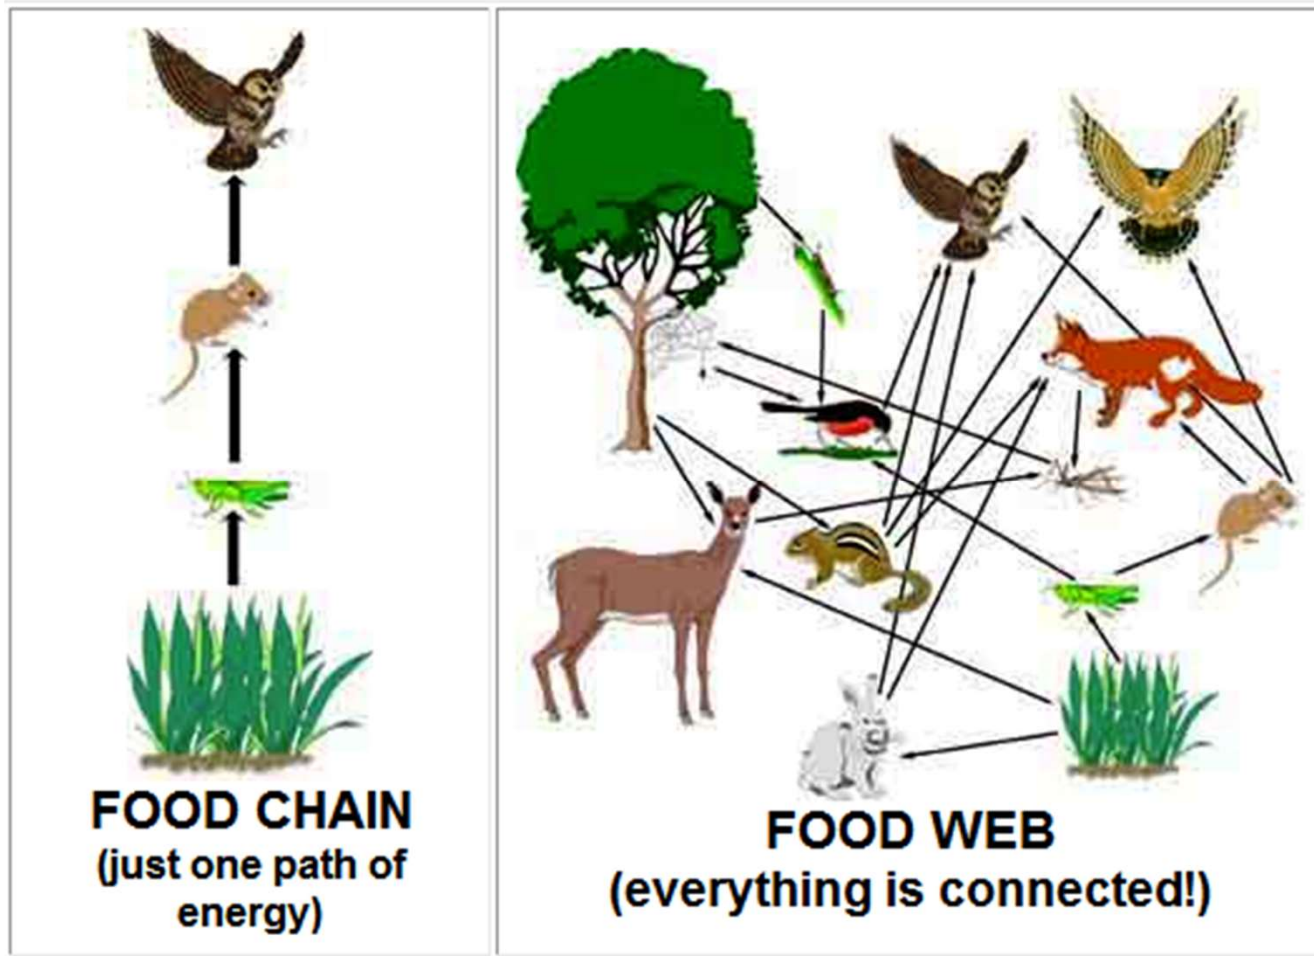 FOOD CHAIN
(just one path of
energy)
FOOD WEB
(everything is connected!)